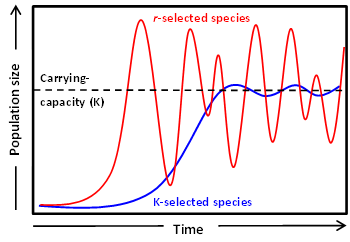 r-selected species
Carrying-
capacity (K)
Population size
K-selected species
Time